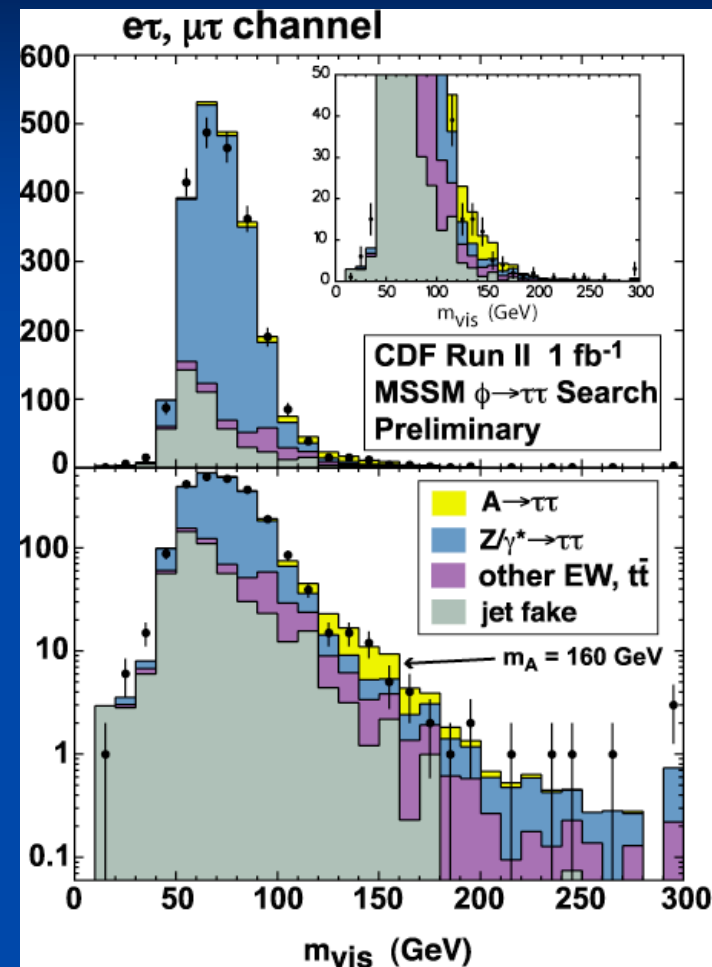 eτ, μτ channel
600
500
400
300
200
100
0
50
40
30
20
10
0
0 50 100 150 200 250 300
m_vis (GeV)
CDF Run II 1 fb⁻¹
MSSM ϕ→ττ Search
Preliminary
100
10
1
0.1
A→ττ
Z/γ*→ττ
other EW, tt̄
jet fake
m_A = 160 GeV
0 50 100 150 200 250 300
m_vis (GeV)